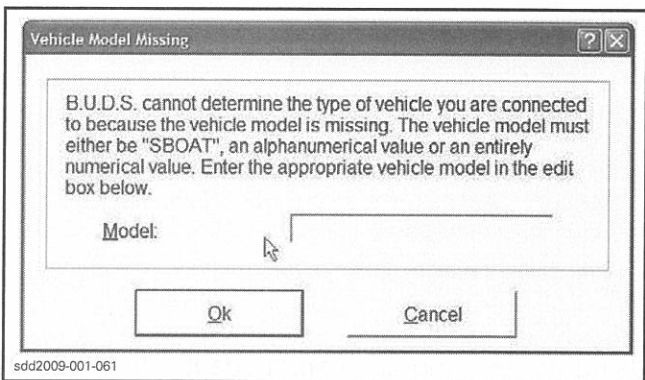 Vehicle Model Missing
B.U.D.S. cannot determine the type of vehicle you are connected
to because the vehicle model is missing. The vehicle model must
either be "SBOAT", an alphanumerical value or an entirely
numerical value. Enter the appropriate vehicle model in the edit
box below.
Model:
Ok Cancel
sdd2009-001-061